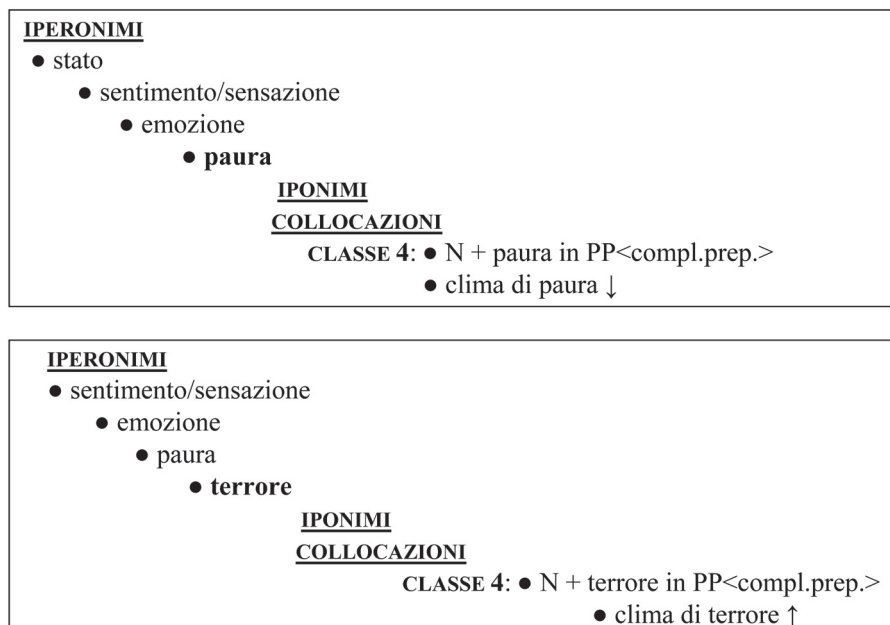 IPERONIMI
● stato
● sentimento/sensazione
● emozione
● paura
IPONIMI
COLLOCAZIONI
CLASSE 4: ● N + paura in PP<compl.prep.>
● clima di paura ↓
IPERONIMI
● sentimento/sensazione
● emozione
● paura
● terrore
IPONIMI
COLLOCAZIONI
CLASSE 4: ● N + terrore in PP<compl.prep.>
● clima di terrore ↑